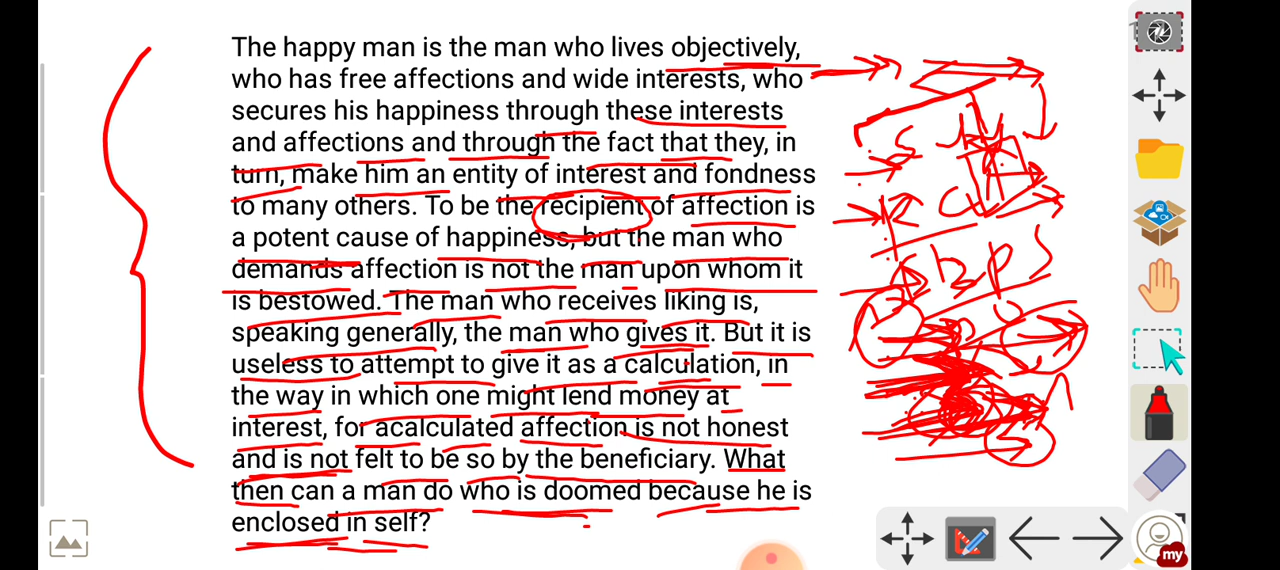 The happy man is the man who lives objectively,
who has free affections and wide interests, who
secures his happiness through these interests
and affections and through the fact that they, in
turn, make him an entity of interest and fondness
to many others. To be the recipient of affection is
a potent cause of happiness, but the man who
demands affection is not the man upon whom it
is bestowed. The man who receives liking is,
speaking generally, the man who gives it. But it is
useless to attempt to give it as a calculation, in
the way in which one might lend money at
interest, for acalculated affection is not honest
and is not felt to be so by the beneficiary. What
then can a man do who is doomed because he is
enclosed in self?
my